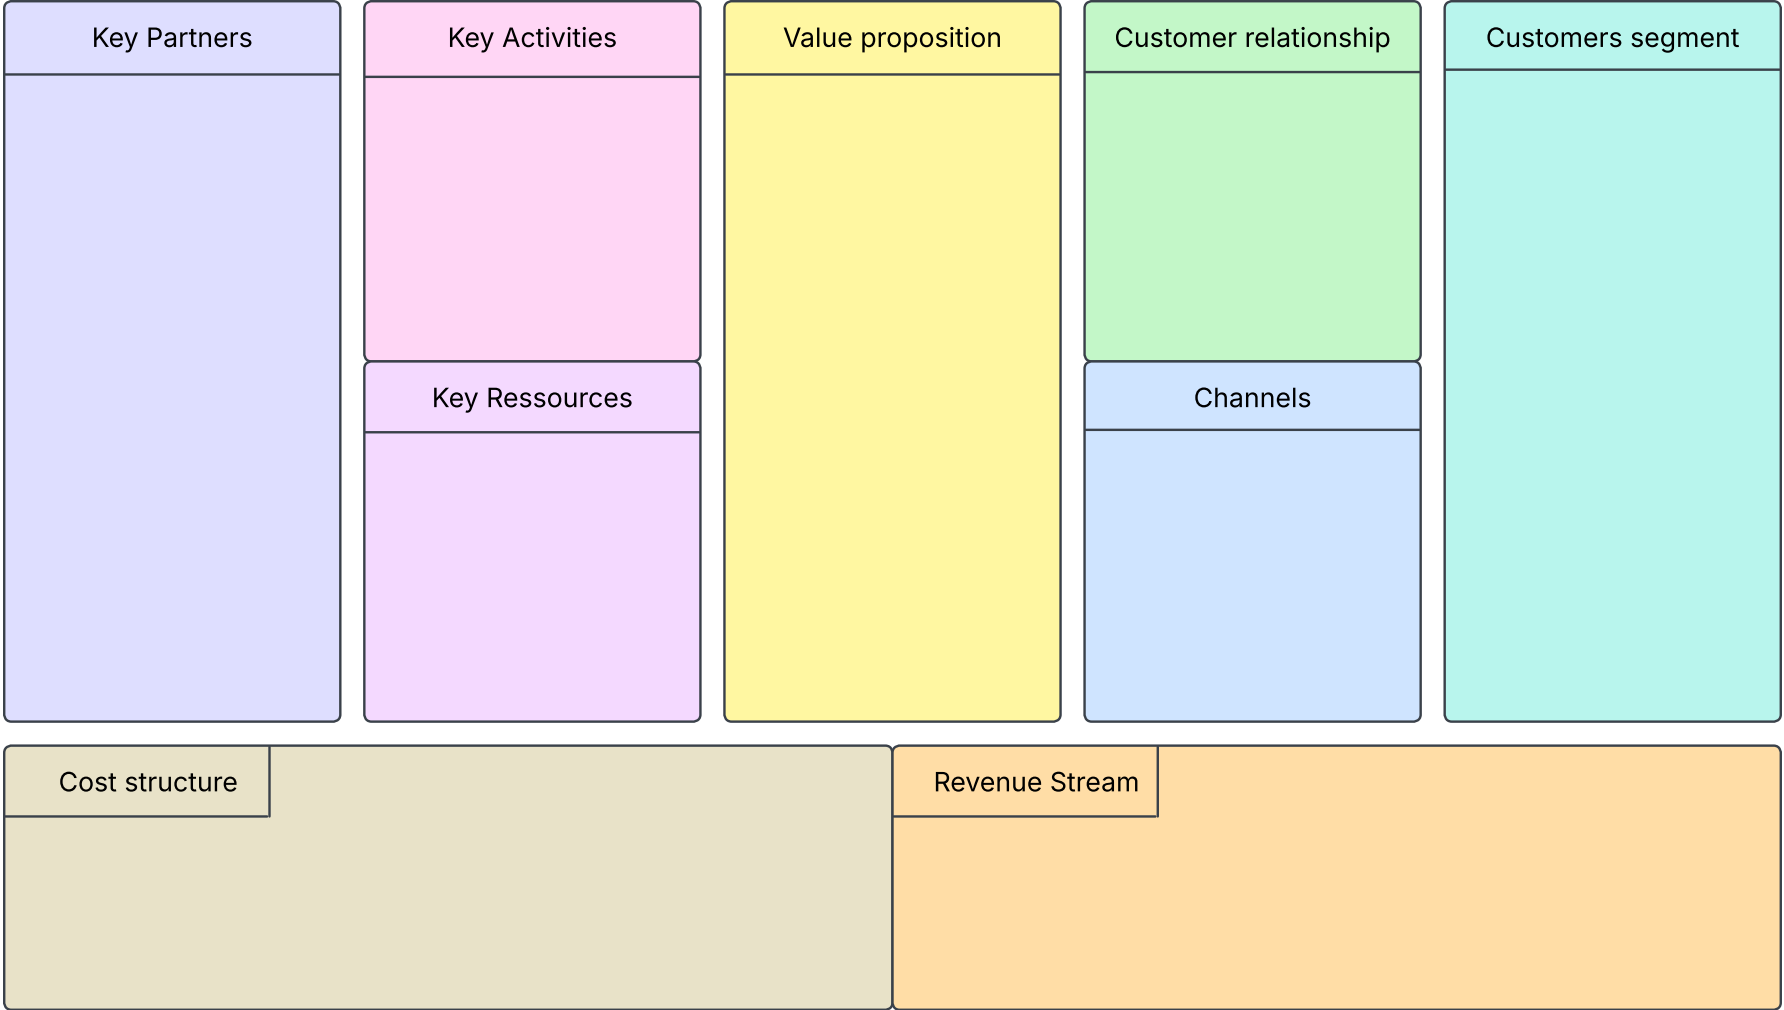 Key Partners
Key Activities
Value proposition
Customer relationship
Customers segment
Key Ressources
Channels
Cost structure
Revenue Stream